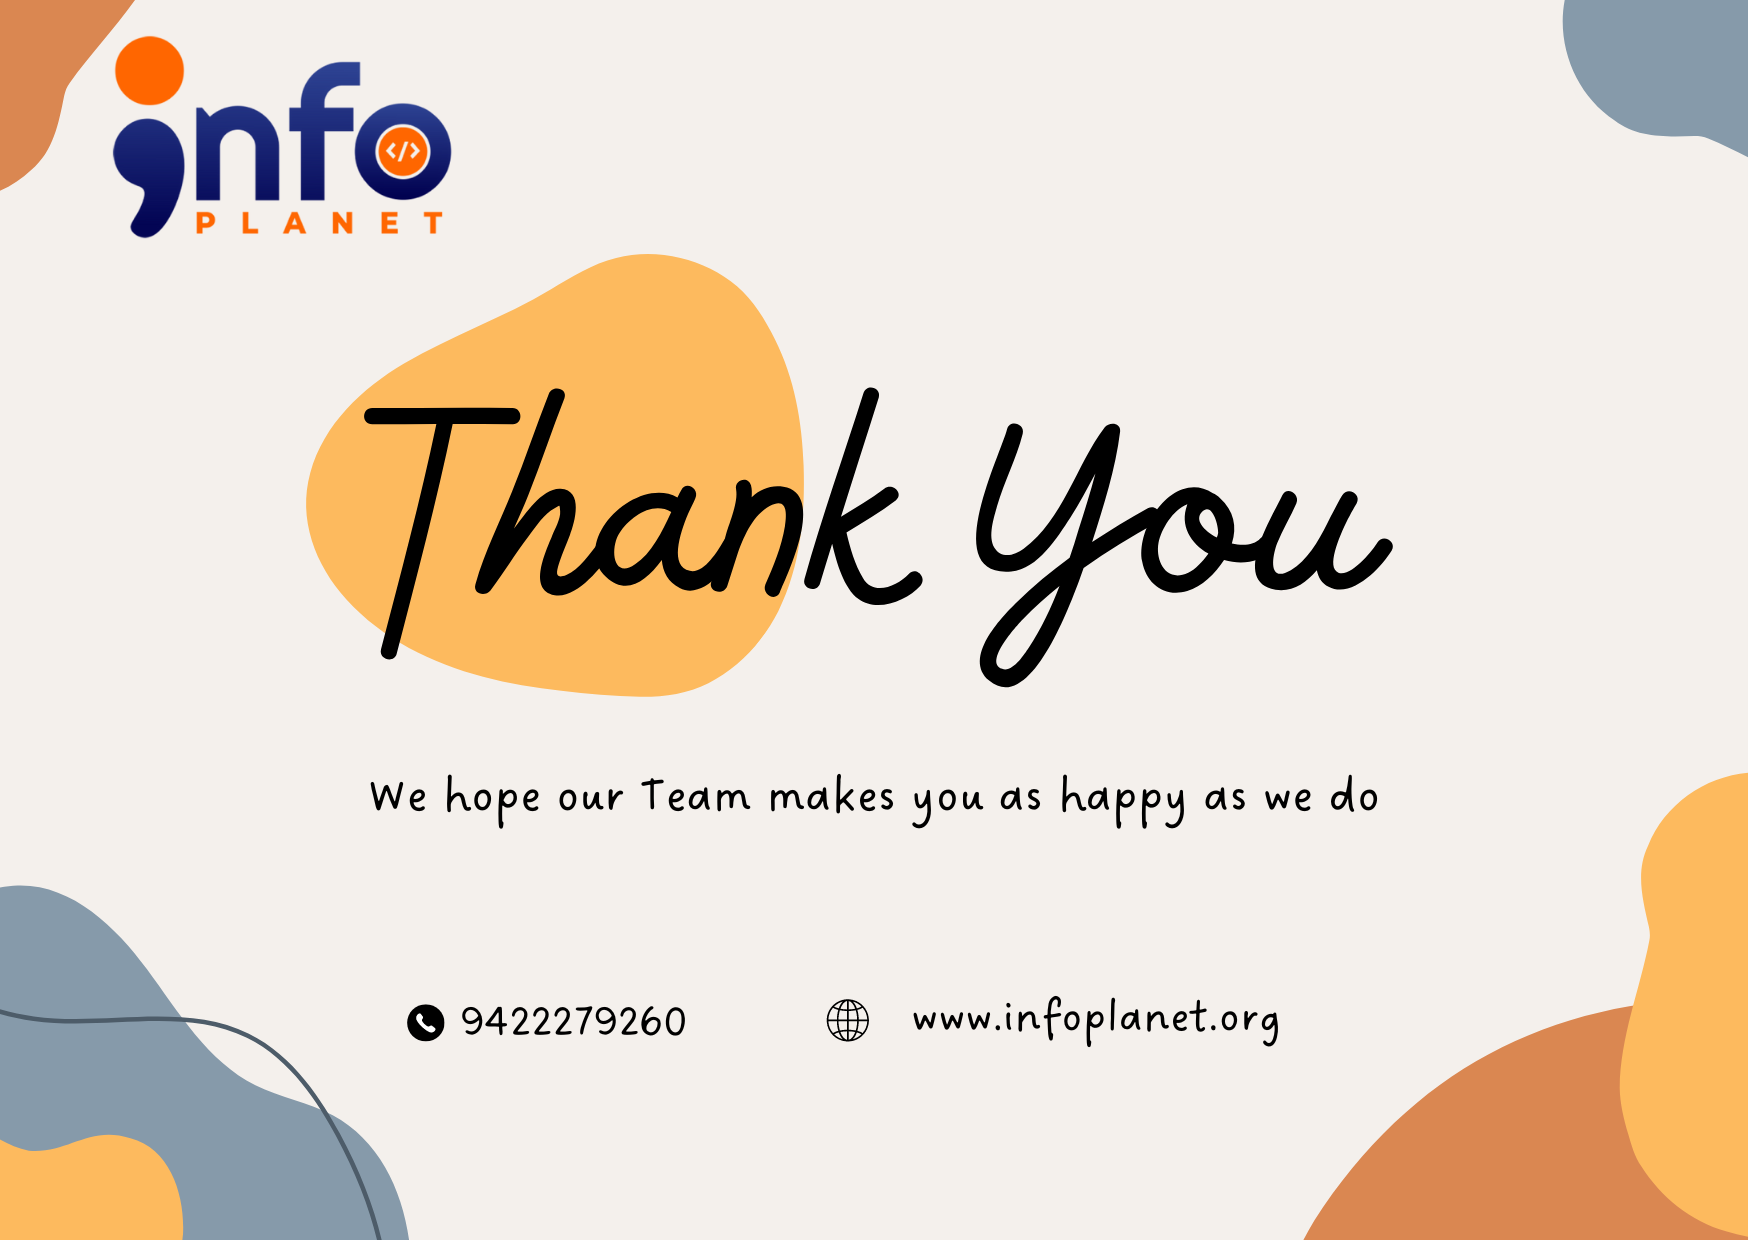 info
PLANET
Thank You
We hope our Team makes you as happy as we do
9422279260
www.infoplanet.org